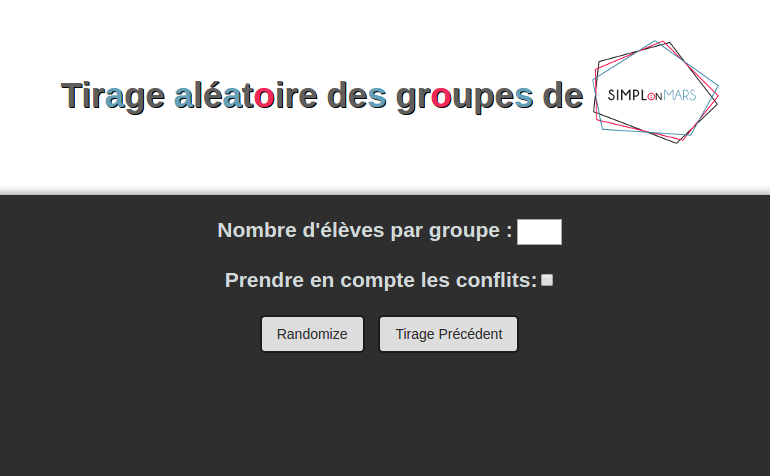 Tirage aléatoire des groupes de SIMPLONMARS
Nombre d'élèves par groupe :
Prendre en compte les conflits:
Randomize Tirage Précédent